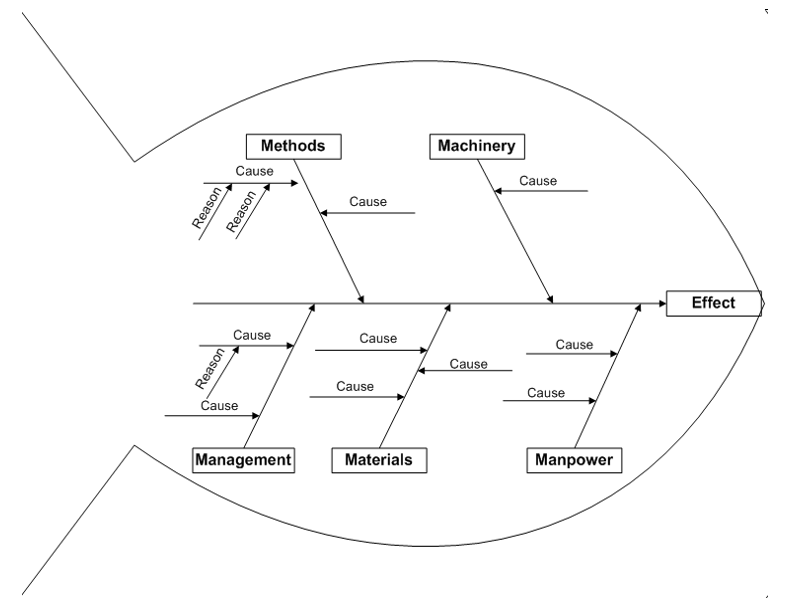 Methods
Machinery
Cause
Cause
Reason
Reason
Cause
Effect
Cause
Cause
Cause
Cause
Reason
Cause
Cause
Cause
Management
Materials
Manpower